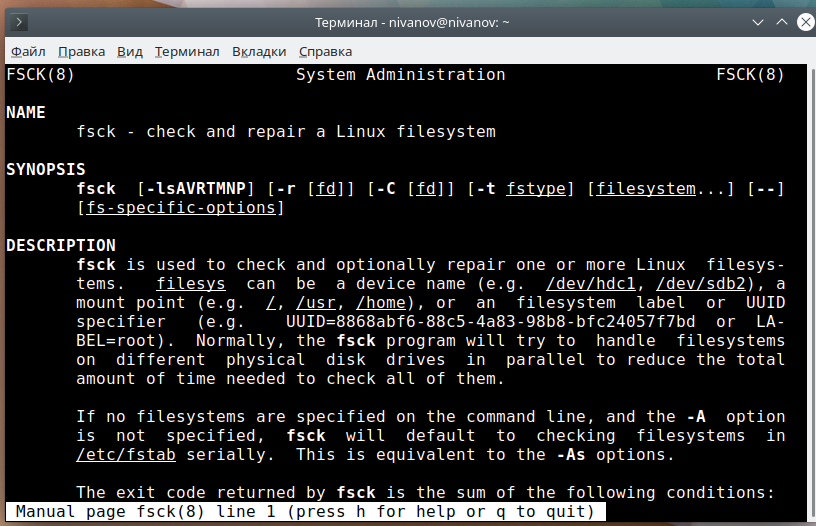 Терминал - nivanov@nivanov: ~
Файл Правка Вид Терминал Вкладки Справка
FSCK(8) System Administration FSCK(8)
NAME
fsck - check and repair a Linux filesystem
SYNOPSIS
fsck [-lsAVRTMNP] [-r [fd]] [-C [fd]] [-t fstype] [filesystem...] [--]
[fs-specific-options]
DESCRIPTION
fsck is used to check and optionally repair one or more Linux filesys-
tems. filesys can be a device name (e.g. /dev/hdc1, /dev/sdb2), a
mount point (e.g. /, /usr, /home), or an filesystem label or UUID
specifier (e.g. UUID=8868abf6-88c5-4a83-98b8-bfc24057f7bd or LA-
BEL=root). Normally, the fsck program will try to handle filesystems
on different physical disk drives in parallel to reduce the total
amount of time needed to check all of them.
If no filesystems are specified on the command line, and the -A option
is not specified, fsck will default to checking filesystems in
/etc/fstab serially. This is equivalent to the -As options.
The exit code returned by fsck is the sum of the following conditions:
Manual page fsck(8) line 1 (press h for help or q to quit)